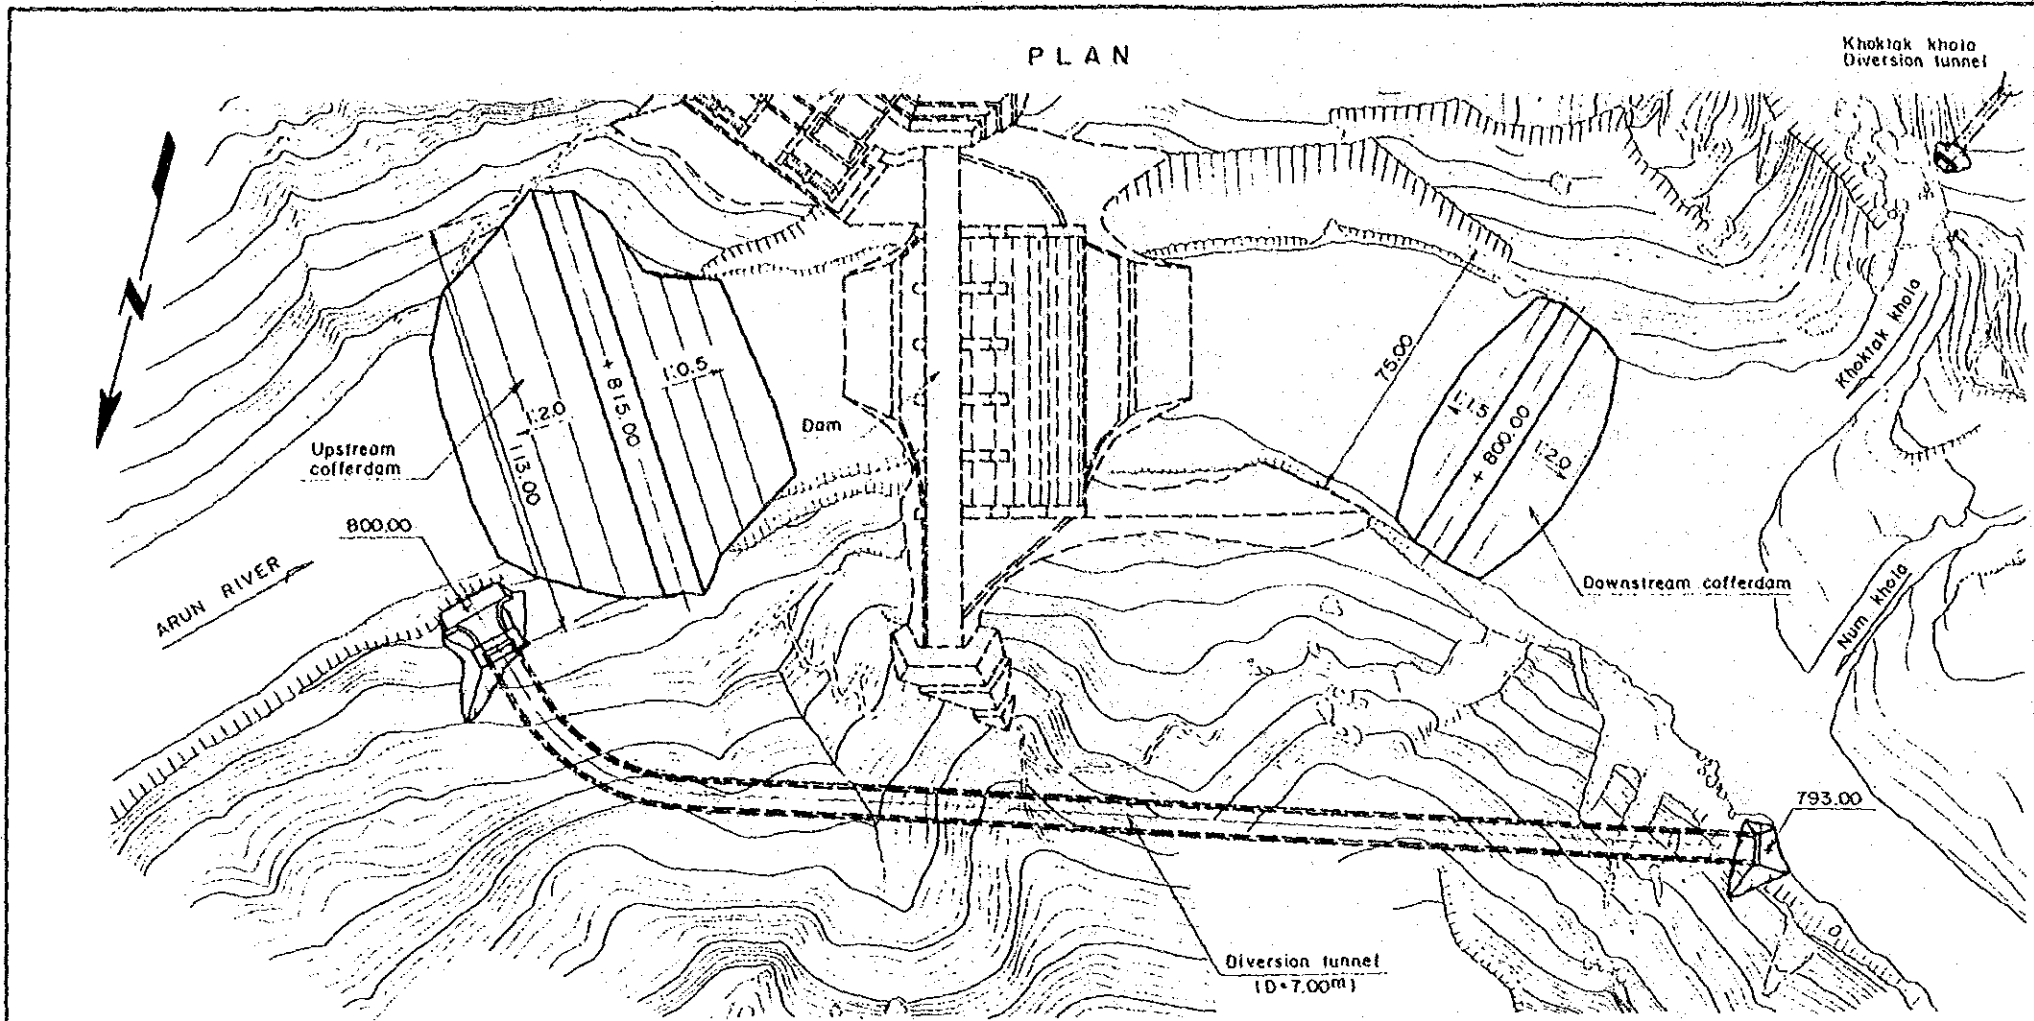 PLAN
Khoktak khola
Diversion tunnel
N
1:0.5
+ 815.00
1:2.0
113.00
Upstream
cofferdam
800.00
ARUN RIVER
Dam
75.00
1:1.5
+ 800.00
1:2.0
Downstream cofferdam
Khoktak khola
Num khola
793.00
Diversion tunnel
(D=7.00m)